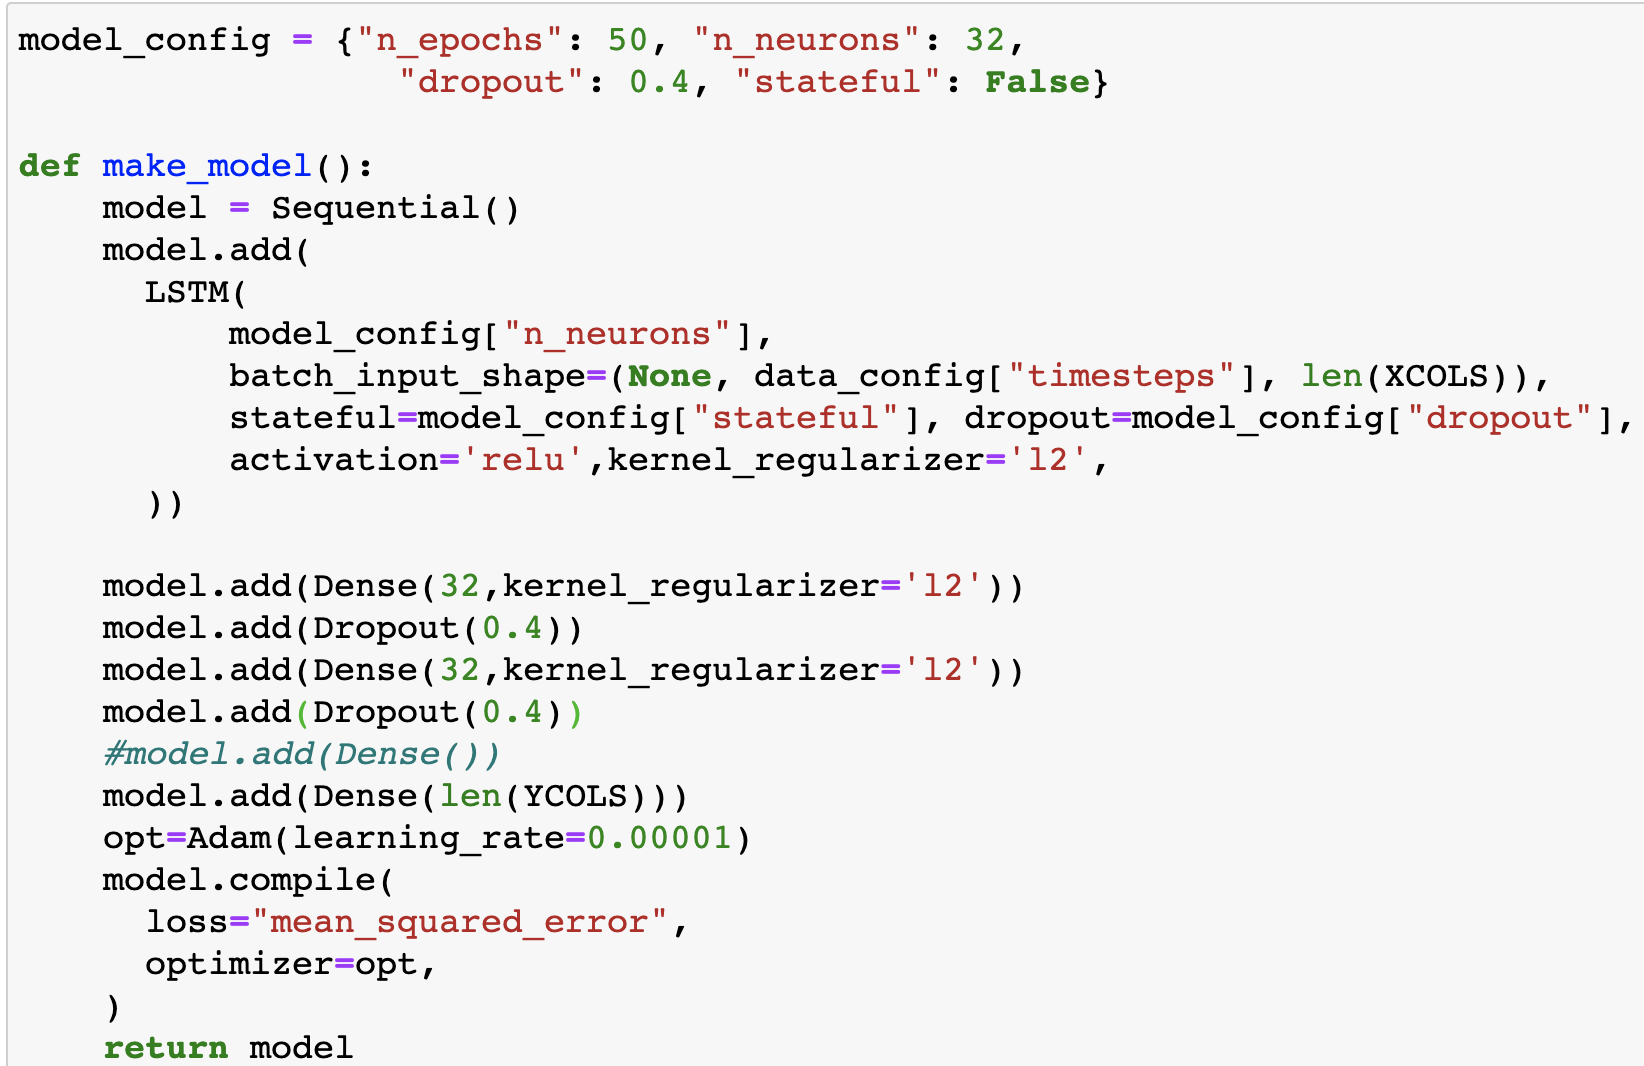 model_config = {"n_epochs": 50, "n_neurons": 32,
"dropout": 0.4, "stateful": False}
def make_model():
model = Sequential()
model.add(
LSTM(
model_config["n_neurons"],
batch_input_shape=(None, data_config["timesteps"], len(XCOLS)),
stateful=model_config["stateful"], dropout=model_config["dropout"],
activation='relu',kernel_regularizer='l2',
))
model.add(Dense(32,kernel_regularizer='l2'))
model.add(Dropout(0.4))
model.add(Dense(32,kernel_regularizer='l2'))
model.add(Dropout(0.4))
#model.add(Dense())
model.add(Dense(len(YCOLS)))
opt=Adam(learning_rate=0.00001)
model.compile(
loss="mean_squared_error",
optimizer=opt,
)
return model